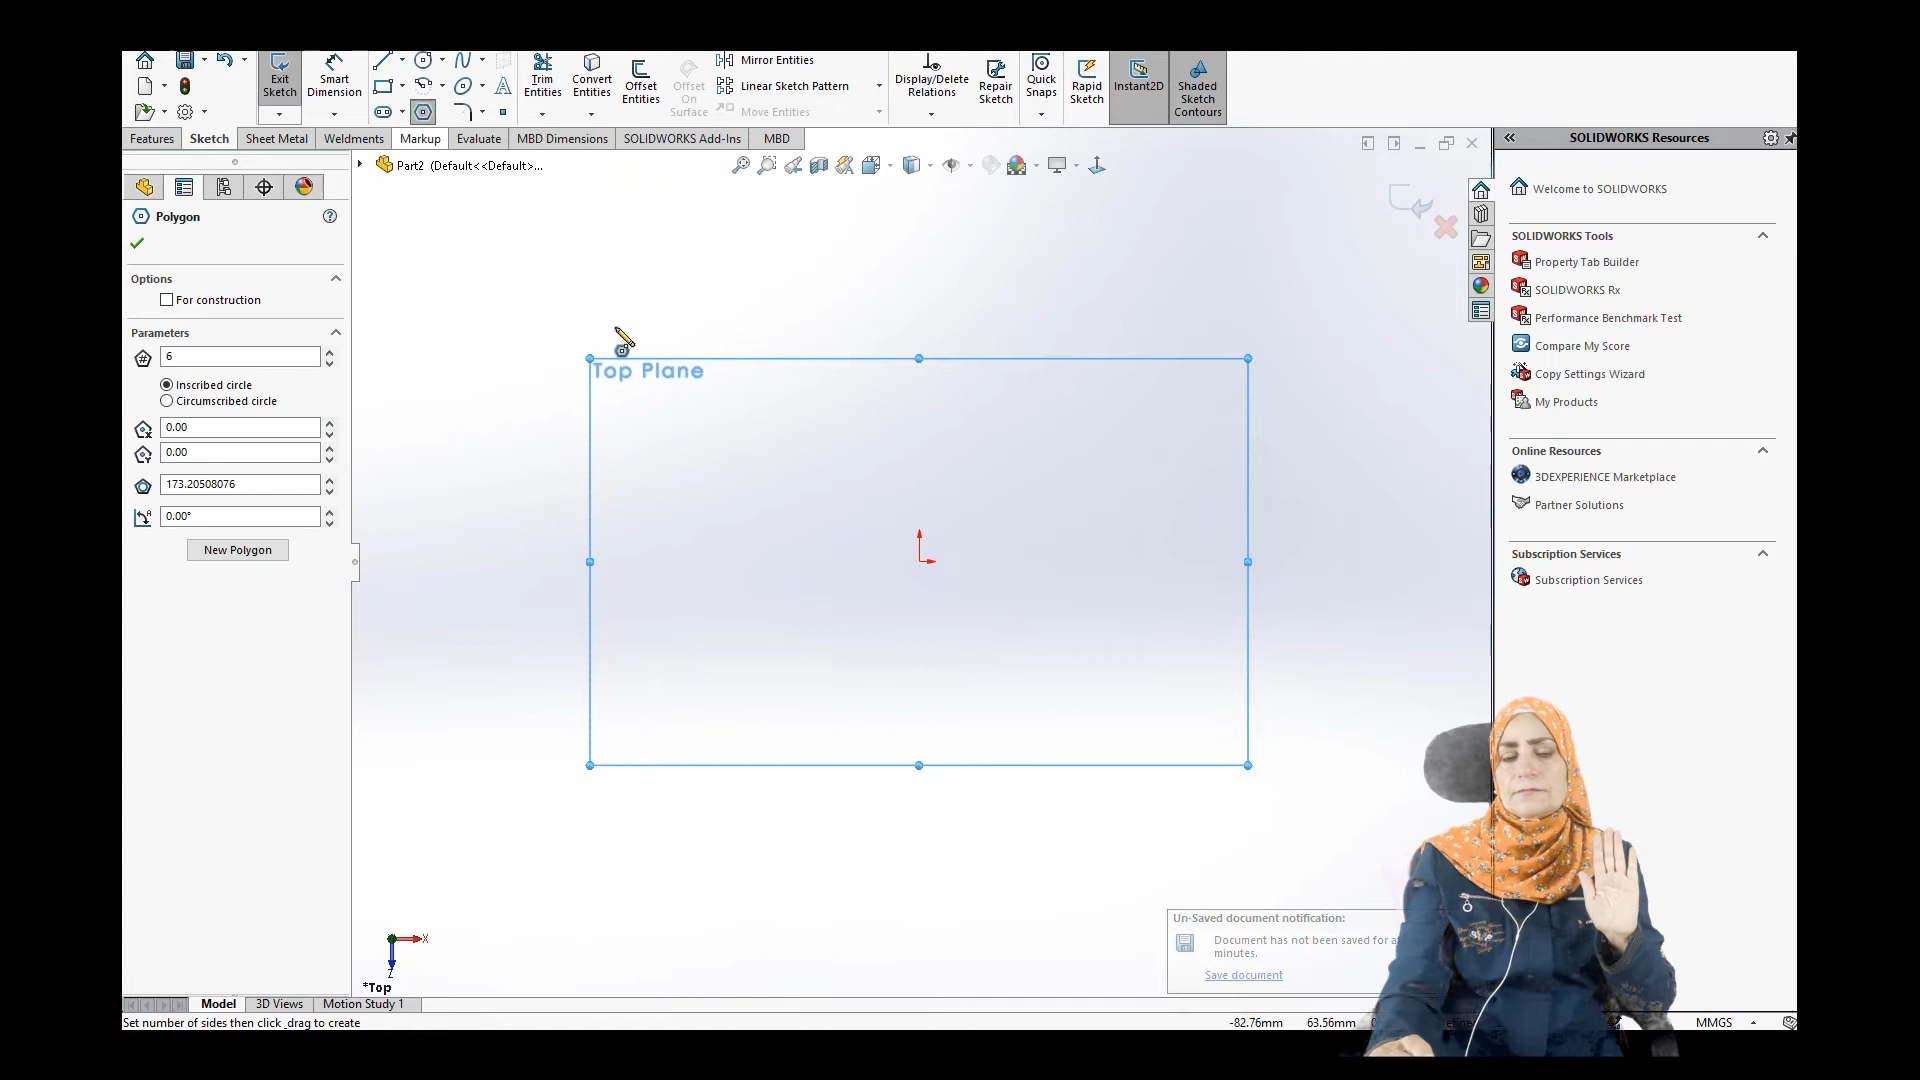 Exit Sketch
Smart Dimension
Trim Entities
Convert Entities
Offset Entities
Offset On Surface
Mirror Entities
Linear Sketch Pattern
Move Entities
Display/Delete Relations
Repair Sketch
Quick Snaps
Rapid Sketch
Instant2D
Shaded Sketch Contours
Features
Sketch
Sheet Metal
Weldments
Markup
Evaluate
MBD Dimensions
SOLIDWORKS Add-Ins
MBD
SOLIDWORKS Resources
Part2 (Default<<Default>...
Polygon
Options
For construction
Parameters
6
Inscribed circle
Circumscribed circle
0.00
0.00
173.20508076
0.00°
New Polygon
Top Plane
Welcome to SOLIDWORKS
SOLIDWORKS Tools
Property Tab Builder
SOLIDWORKS Rx
Performance Benchmark Test
Compare My Score
Copy Settings Wizard
My Products
Online Resources
3DEXPERIENCE Marketplace
Partner Solutions
Subscription Services
Subscription Services
Un-Saved document notification:
Document has not been saved for
minutes.
Save document
X
Z
*Top
Model
3D Views
Motion Study 1
Set number of sides then click _drag to create
-82.76mm
63.56mm
MMGS